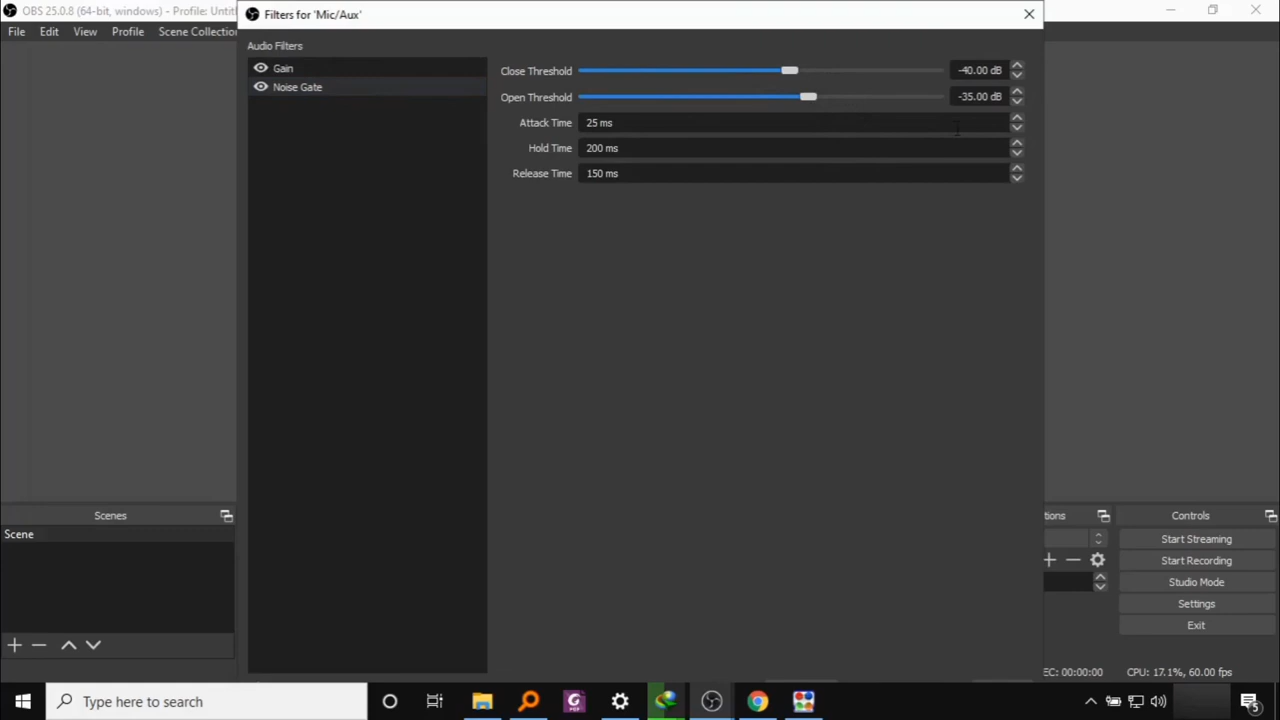 OBS 25.0.8 (64-bit, windows) - Profile: Untitl
Filters for 'Mic/Aux'
File Edit View Profile Scene Collection
Audio Filters
Gain
Noise Gate
Close Threshold -40.00 dB
Open Threshold -35.00 dB
Attack Time 25 ms
Hold Time 200 ms
Release Time 150 ms
Scenes
Scene
tions
Controls
Start Streaming
Start Recording
Studio Mode
Settings
Exit
EC: 00:00:00 CPU: 17.1%, 60.00 fps
Type here to search
5